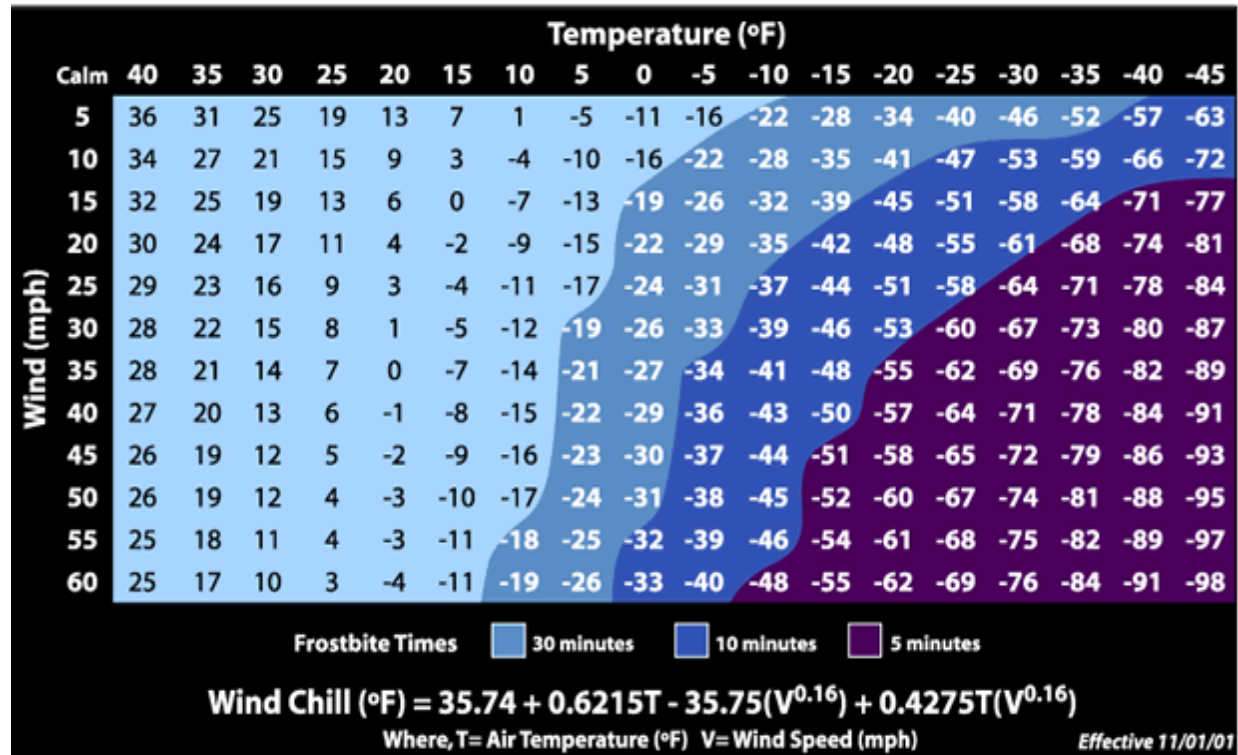 Temperature (ºF)
Calm 40 35 30 25 20 15 10 5 0 -5 -10 -15 -20 -25 -30 -35 -40 -45
5 36 31 25 19 13 7 1 -5 -11 -16 -22 -28 -34 -40 -46 -52 -57 -63
10 34 27 21 15 9 3 -4 -10 -16 -22 -28 -35 -41 -47 -53 -59 -66 -72
15 32 25 19 13 6 0 -7 -13 -19 -26 -32 -39 -45 -51 -58 -64 -71 -77
20 30 24 17 11 4 -2 -9 -15 -22 -29 -35 -42 -48 -55 -61 -68 -74 -81
25 29 23 16 9 3 -4 -11 -17 -24 -31 -37 -44 -51 -58 -64 -71 -78 -84
30 28 22 15 8 1 -5 -12 -19 -26 -33 -39 -46 -53 -60 -67 -73 -80 -87
35 28 21 14 7 0 -7 -14 -21 -27 -34 -41 -48 -55 -62 -69 -76 -82 -89
40 27 20 13 6 -1 -8 -15 -22 -29 -36 -43 -50 -57 -64 -71 -78 -84 -91
45 26 19 12 5 -2 -9 -16 -23 -30 -37 -44 -51 -58 -65 -72 -79 -86 -93
50 26 19 12 4 -3 -10 -17 -24 -31 -38 -45 -52 -60 -67 -74 -81 -88 -95
55 25 18 11 4 -3 -11 -18 -25 -32 -39 -46 -54 -61 -68 -75 -82 -89 -97
60 25 17 10 3 -4 -11 -19 -26 -33 -40 -48 -55 -62 -69 -76 -84 -91 -98
Wind (mph)
Frostbite Times 30 minutes 10 minutes 5 minutes
Wind Chill (ºF) = 35.74 + 0.6215T - 35.75(V^0.16) + 0.4275T(V^0.16)
Where, T= Air Temperature (ºF) V= Wind Speed (mph) Effective 11/01/01